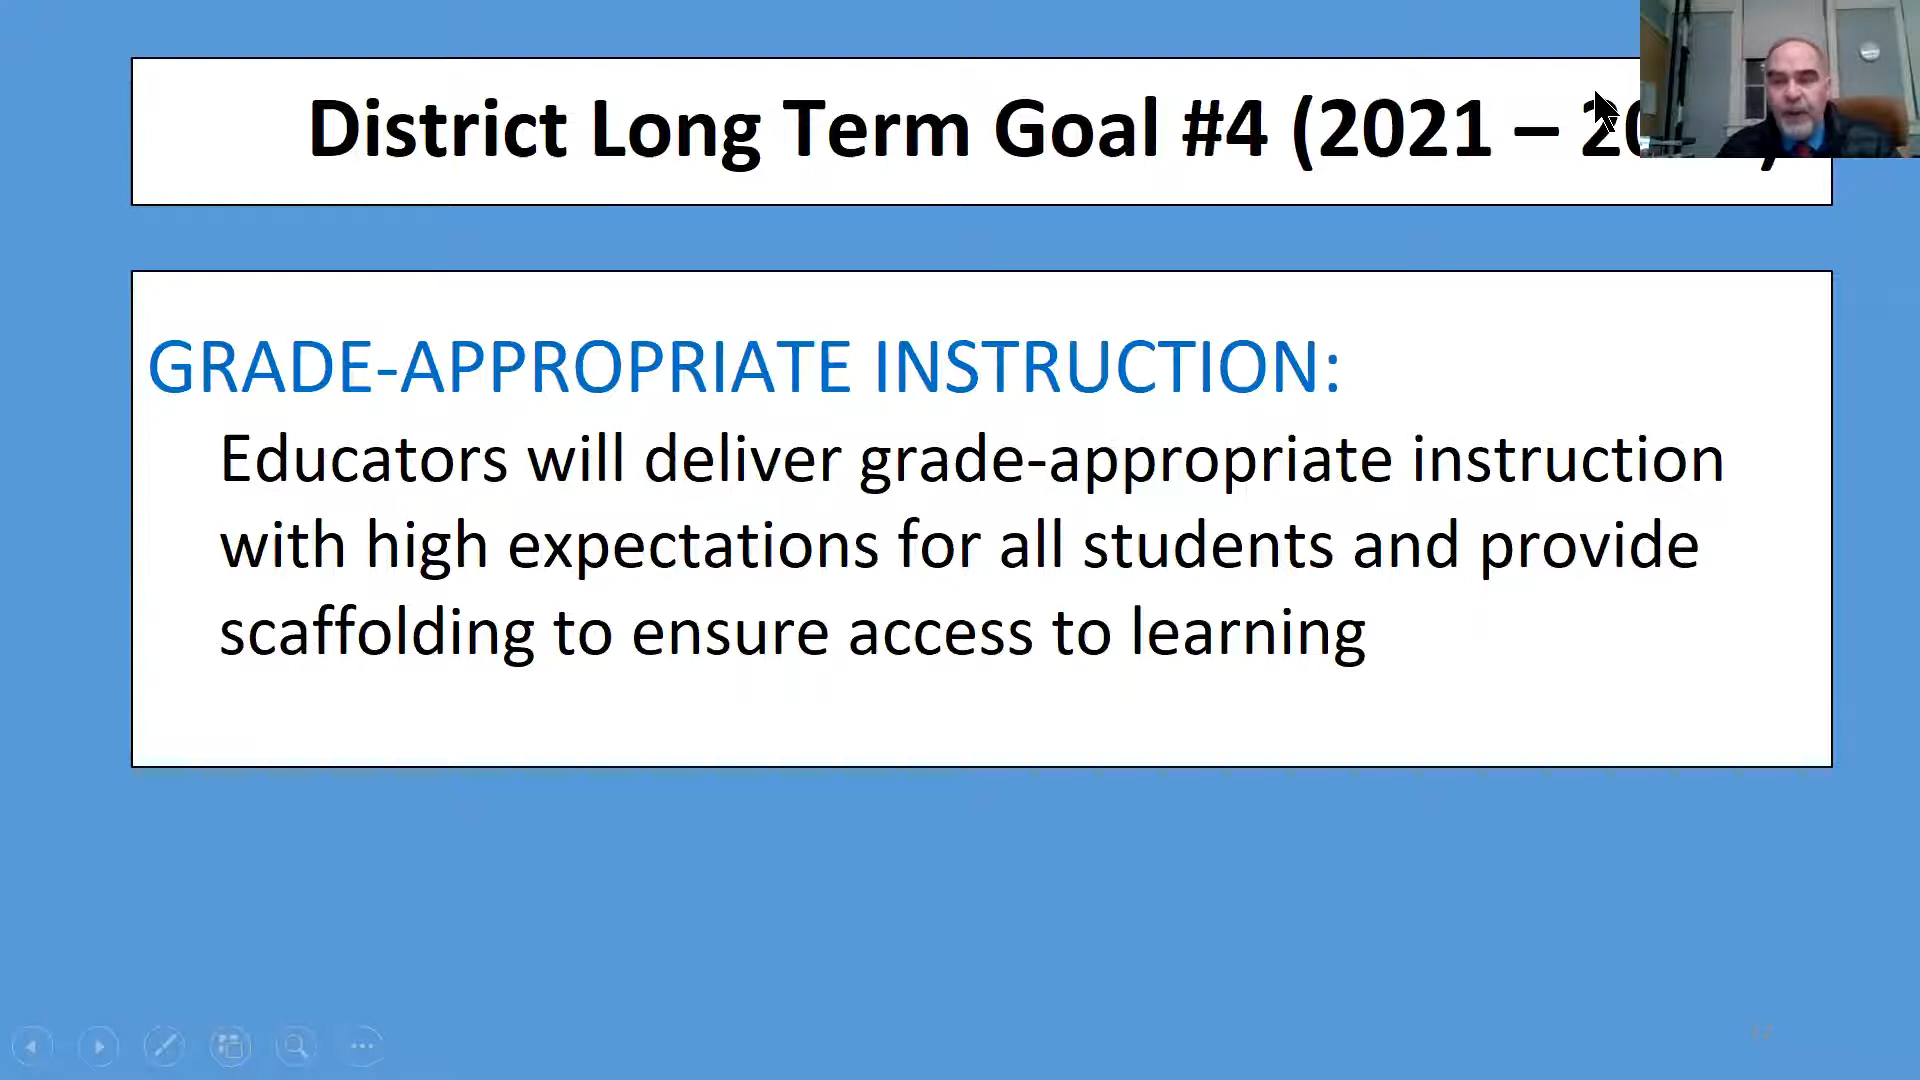 District Long Term Goal #4 (2021 –
GRADE-APPROPRIATE INSTRUCTION:
Educators will deliver grade-appropriate instruction
with high expectations for all students and provide
scaffolding to ensure access to learning